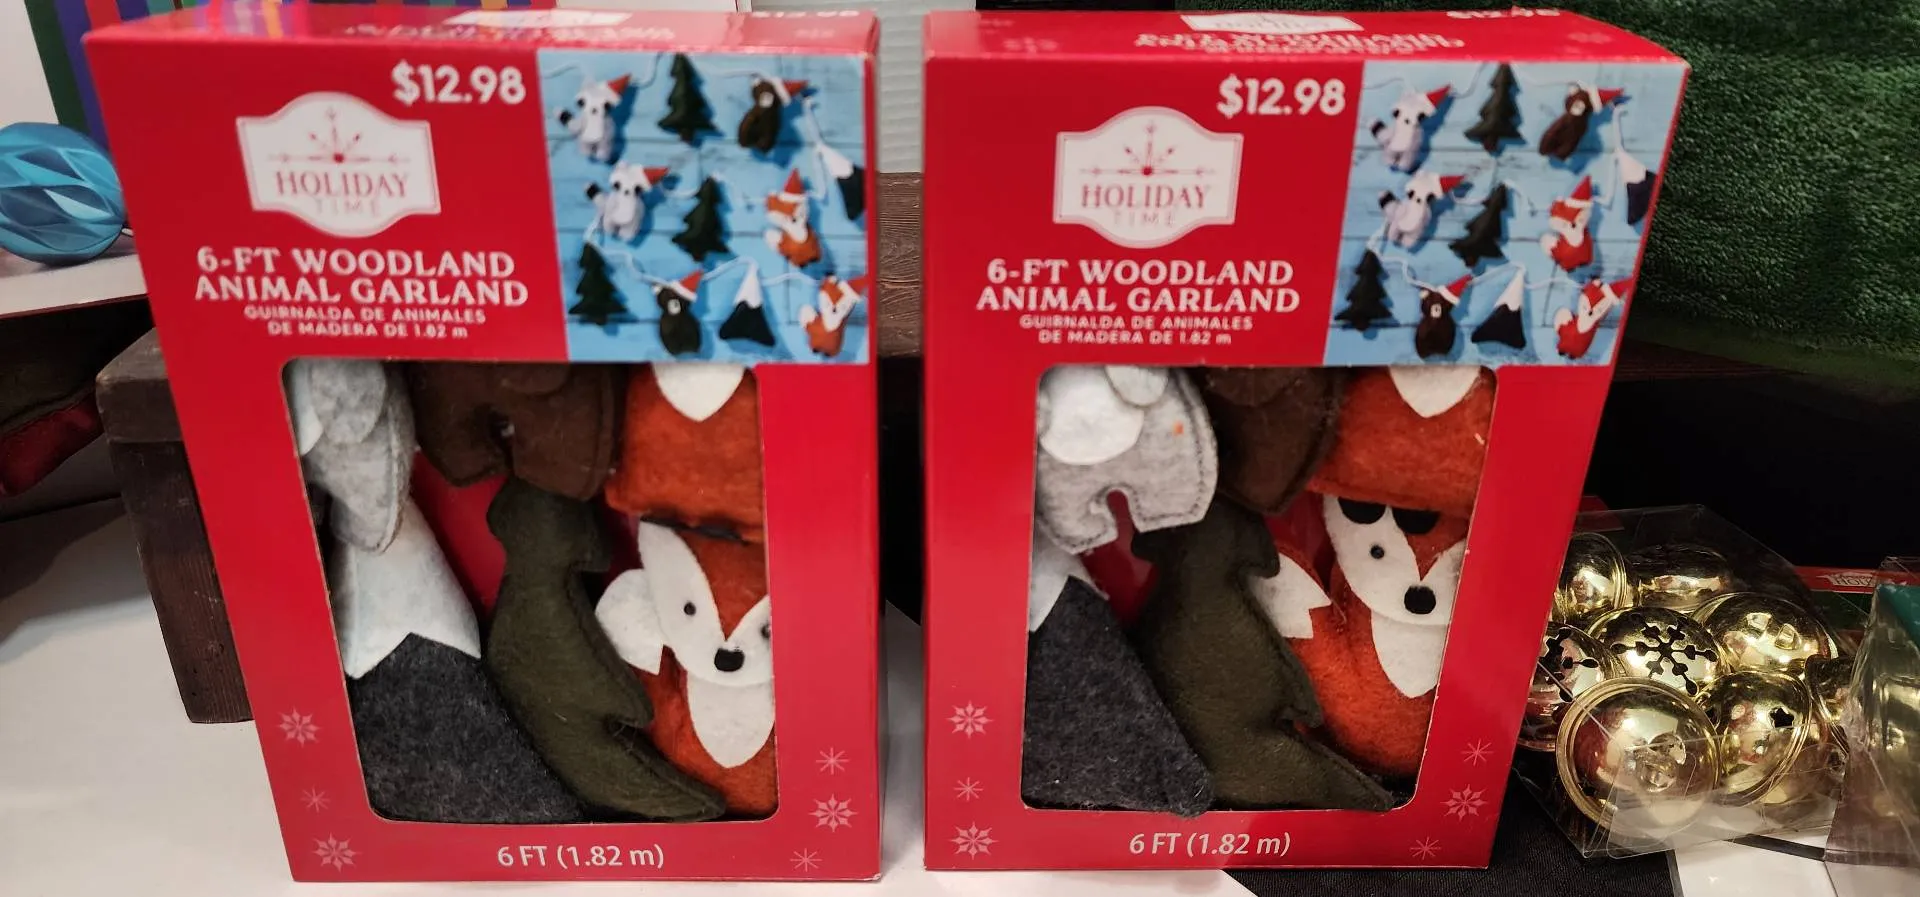 $12.98
HOLIDAY
TIME
6-FT WOODLAND
ANIMAL GARLAND
GUIRNALDA DE ANIMALES
DE MADERA DE 1.82 m
6 FT (1.82 m)
$12.98
HOLIDAY
TIME
6-FT WOODLAND
ANIMAL GARLAND
GUIRNALDA DE ANIMALES
DE MADERA DE 1.82 m
6 FT (1.82 m)